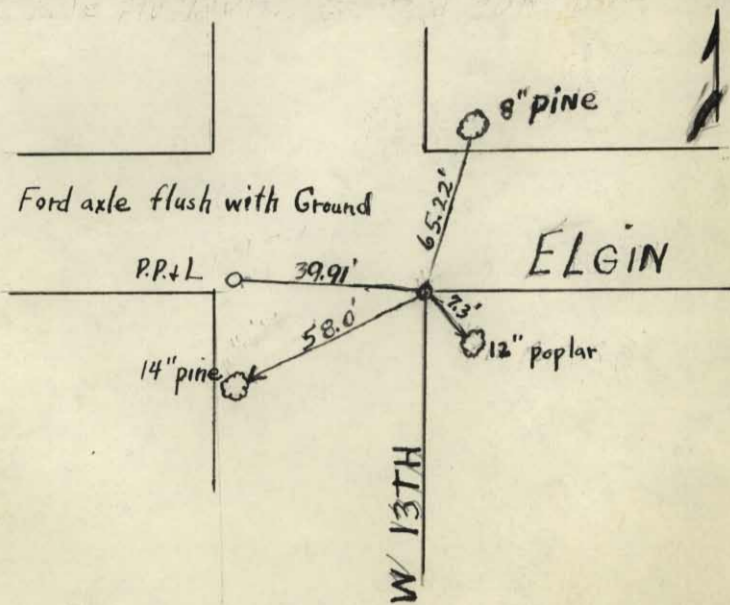 8" PINE
Ford axle flush with Ground
65.22'
ELGIN
P.P.&L
39.91'
7.3'
58.0'
12" poplar
14" pine
W 13TH